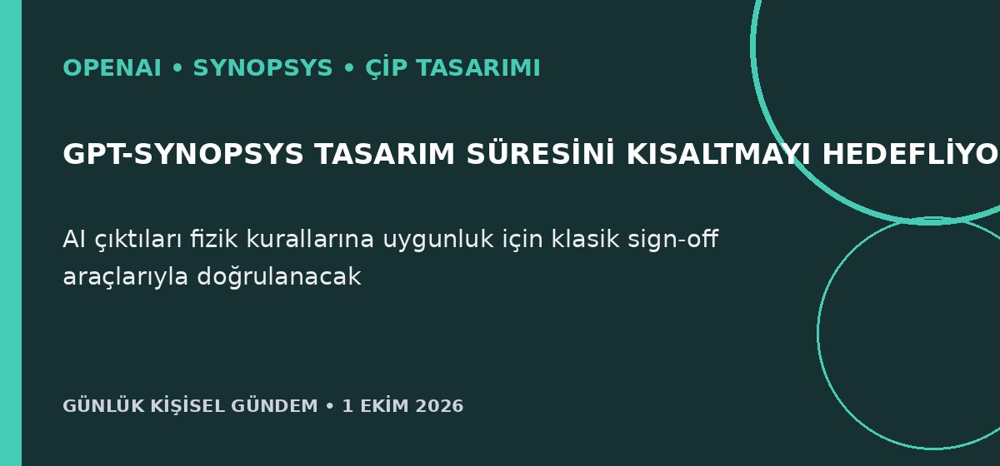 OPENAI • SYNOPSYS • ÇİP TASARIMI
GPT-SYNOPSYS TASARIM SÜRESİNİ KISALTMAYI HEDEFLİYO
AI çıktıları fizik kurallarına uygunluk için klasik sign-off
araçlarıyla doğrulanacak
GÜNLÜK KİŞİSEL GÜNDEM • 1 EKİM 2026